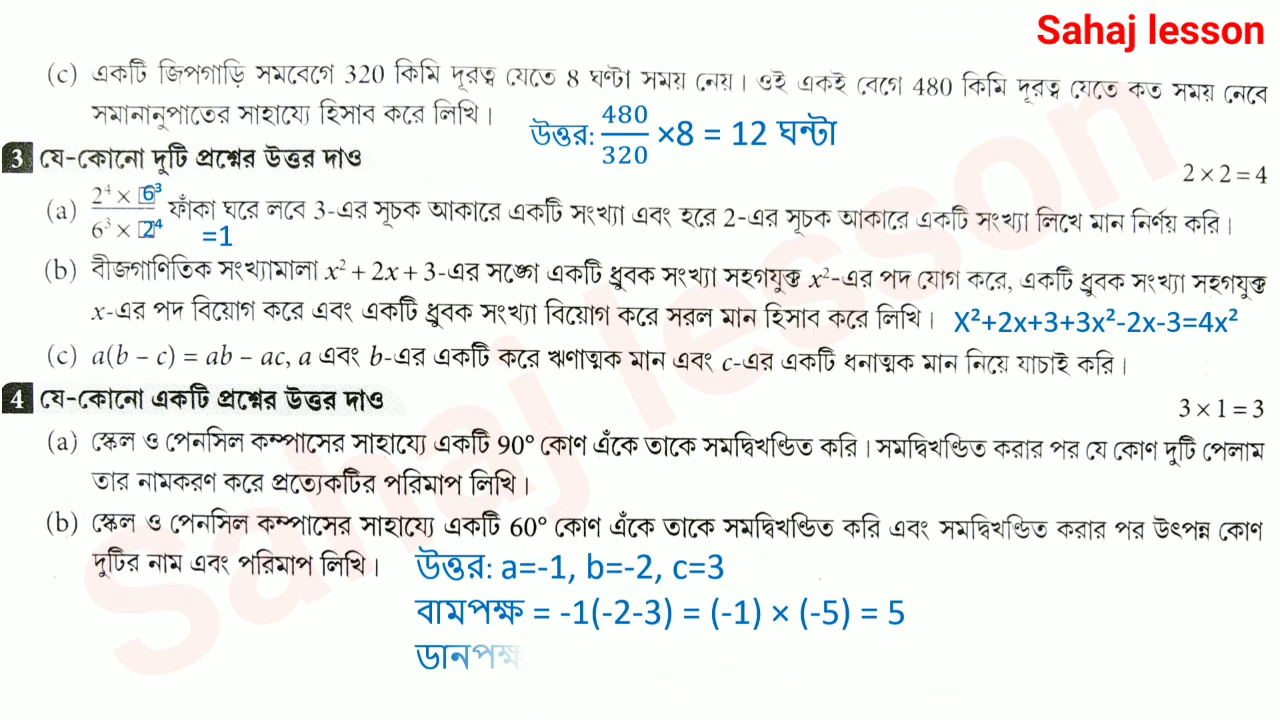 Sahaj lesson
(c) একটি জিপগাড়ি সমবেগে 320 কিমি দূরত্ব যেতে 8 ঘণ্টা সময় নেয়। ওই একই বেগে 480 কিমি দূরত্ব যেতে কত সময় নেবে
সমানানুপাতের সাহায্যে হিসাব করে লিখি।
উত্তর: 480/320 ×8 = 12 ঘন্টা
3 যে-কোনো দুটি প্রশ্নের উত্তর দাও
2 × 2 = 4
(a) 2⁴ × □6³ / 6³ × □2⁴ ফাঁকা ঘরে লবে 3-এর সূচক আকারে একটি সংখ্যা এবং হরে 2-এর সূচক আকারে একটি সংখ্যা লিখে মান নির্ণয় করি।
=1
(b) বীজগাণিতিক সংখ্যামালা x² + 2x + 3-এর সঙ্গে একটি ধ্রুবক সংখ্যা সহগযুক্ত x²-এর পদ যোগ করে, একটি ধ্রুবক সংখ্যা সহগযুক্ত
x-এর পদ বিয়োগ করে এবং একটি ধ্রুবক সংখ্যা বিয়োগ করে সরল মান হিসাব করে লিখি।
X²+2x+3+3x²-2x-3=4x²
(c) a(b – c) = ab – ac, a এবং b-এর একটি করে ঋণাত্মক মান এবং c-এর একটি ধনাত্মক মান নিয়ে যাচাই করি।
4 যে-কোনো একটি প্রশ্নের উত্তর দাও
3 × 1 = 3
(a) স্কেল ও পেনসিল কম্পাসের সাহায্যে একটি 90° কোণ এঁকে তাকে সমদ্বিখণ্ডিত করি। সমদ্বিখণ্ডিত করার পর যে কোণ দুটি পেলাম
তার নামকরণ করে প্রত্যেকটির পরিমাপ লিখি।
(b) স্কেল ও পেনসিল কম্পাসের সাহায্যে একটি 60° কোণ এঁকে তাকে সমদ্বিখণ্ডিত করি এবং সমদ্বিখণ্ডিত করার পর উৎপন্ন কোণ
দুটির নাম এবং পরিমাপ লিখি।
উত্তর: a=-1, b=-2, c=3
বামপক্ষ = -1(-2-3) = (-1) × (-5) = 5
ডানপক্ষ
Sahaj lesson